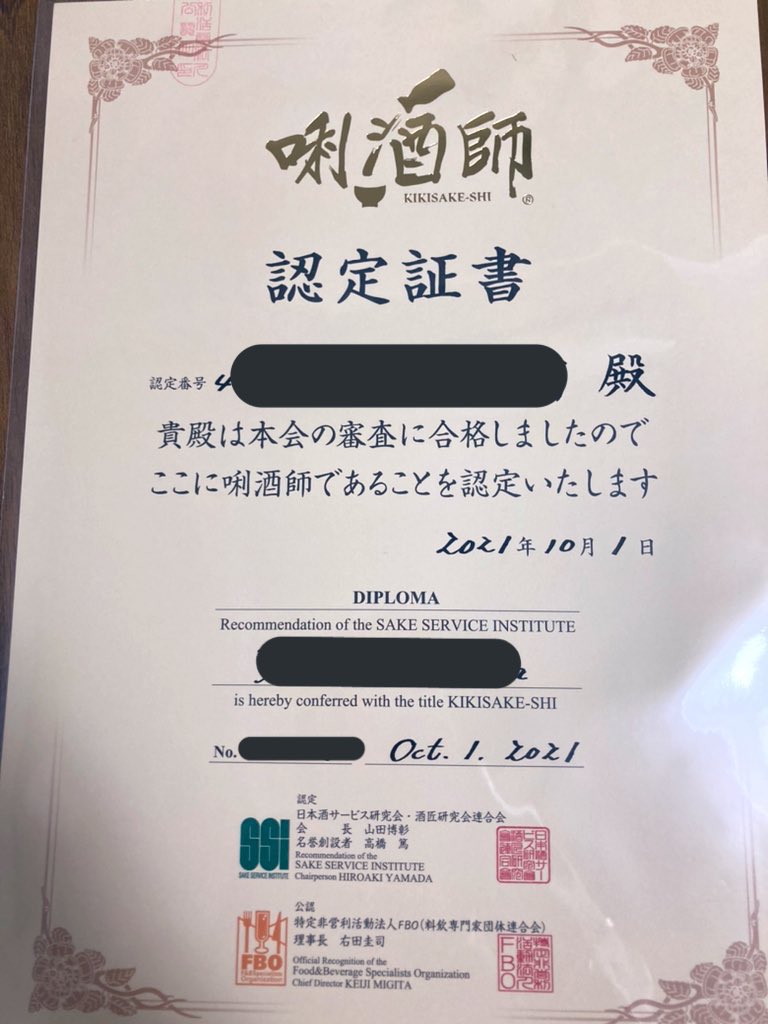 唎酒師
KIKISAKE-SHI ®
認定証書
認定番号 4 殿
貴殿は本会の審査に合格しましたので
ここに唎酒師であることを認定いたします
2021年10月1日
DIPLOMA
Recommendation of the SAKE SERVICE INSTITUTE
is hereby conferred with the title KIKISAKE-SHI
No. Oct. 1. 2021
認定
日本酒サービス研究会・酒匠研究会連合会
会長 山田博彰
名誉創設者 高橋 篤
Recommendation of the
SAKE SERVICE INSTITUTE
Chairperson HIROAKI YAMADA
SSI
SAKE SERVICE INSTITUTE
公認
特定非営利活動法人FBO(料飲専門家団体連合会)
理事長 右田圭司
Official Recognition of the
Food&Beverage Specialists Organization
Chief Director KEIJI MIGITA
FBO
Food&Beverage Specialists
Organization